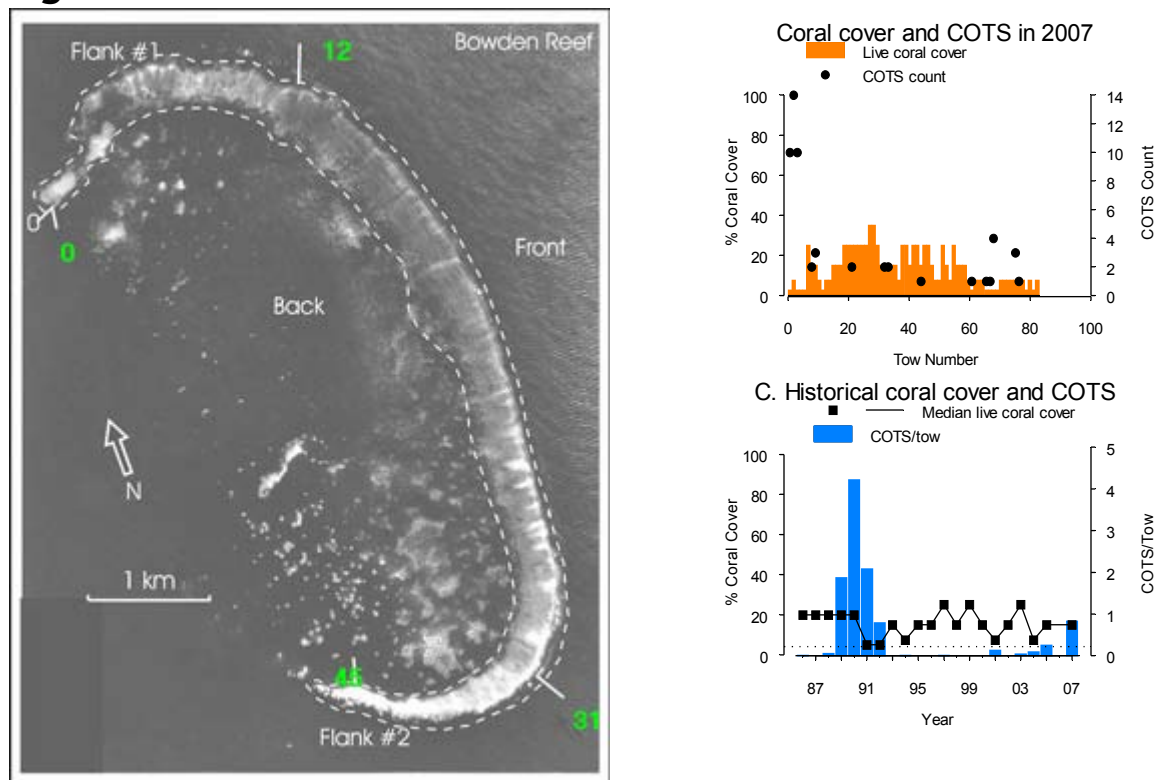 Flank #1
12
Bowden Reef
0
0
Front
Back
N
1 km
45
31
Flank #2
Coral cover and COTS in 2007
Live coral cover
COTS count
% Coral Cover
100
80
60
40
20
0
14
12
10
8
6
4
2
0
COTS Count
0 20 40 60 80 100
Tow Number
C. Historical coral cover and COTS
Median live coral cover
COTS/tow
% Coral Cover
100
80
60
40
20
0
5
4
3
2
1
0
COTS/Tow
87 91 95 99 03 07
Year